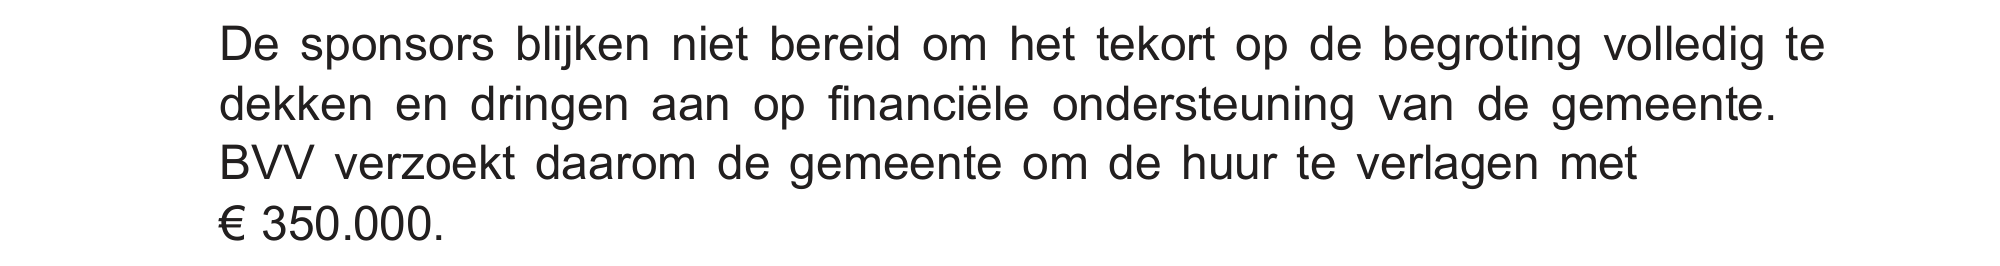 De sponsors blijken niet bereid om het tekort op de begroting volledig te
dekken en dringen aan op financiële ondersteuning van de gemeente.
BVV verzoekt daarom de gemeente om de huur te verlagen met
€ 350.000.